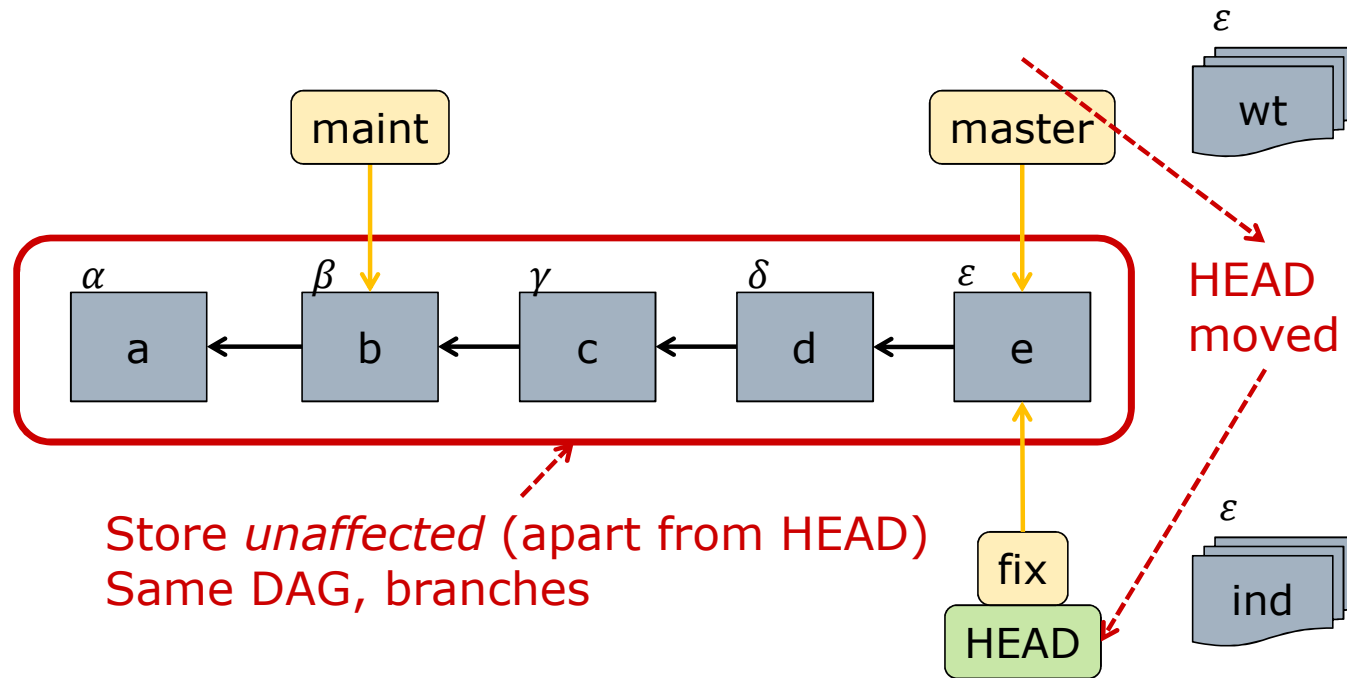 ε
maint
master
wt
α
β
γ
δ
ε
HEAD
moved
a
b
c
d
e
Store unaffected (apart from HEAD)
Same DAG, branches
fix
HEAD
ε
ind